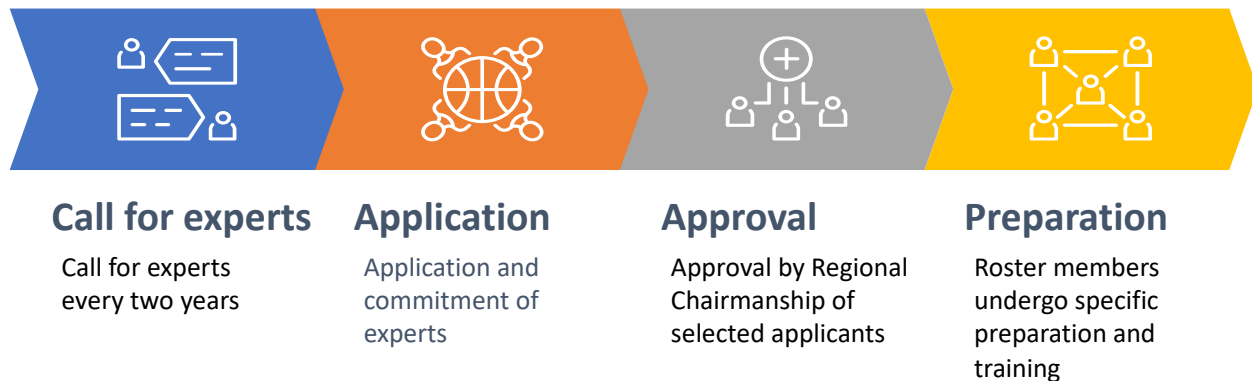 Call for experts
Call for experts
every two years
Application
Application and
commitment of
experts
Approval
Approval by Regional
Chairmanship of
selected applicants
Preparation
Roster members
undergo specific
preparation and
training